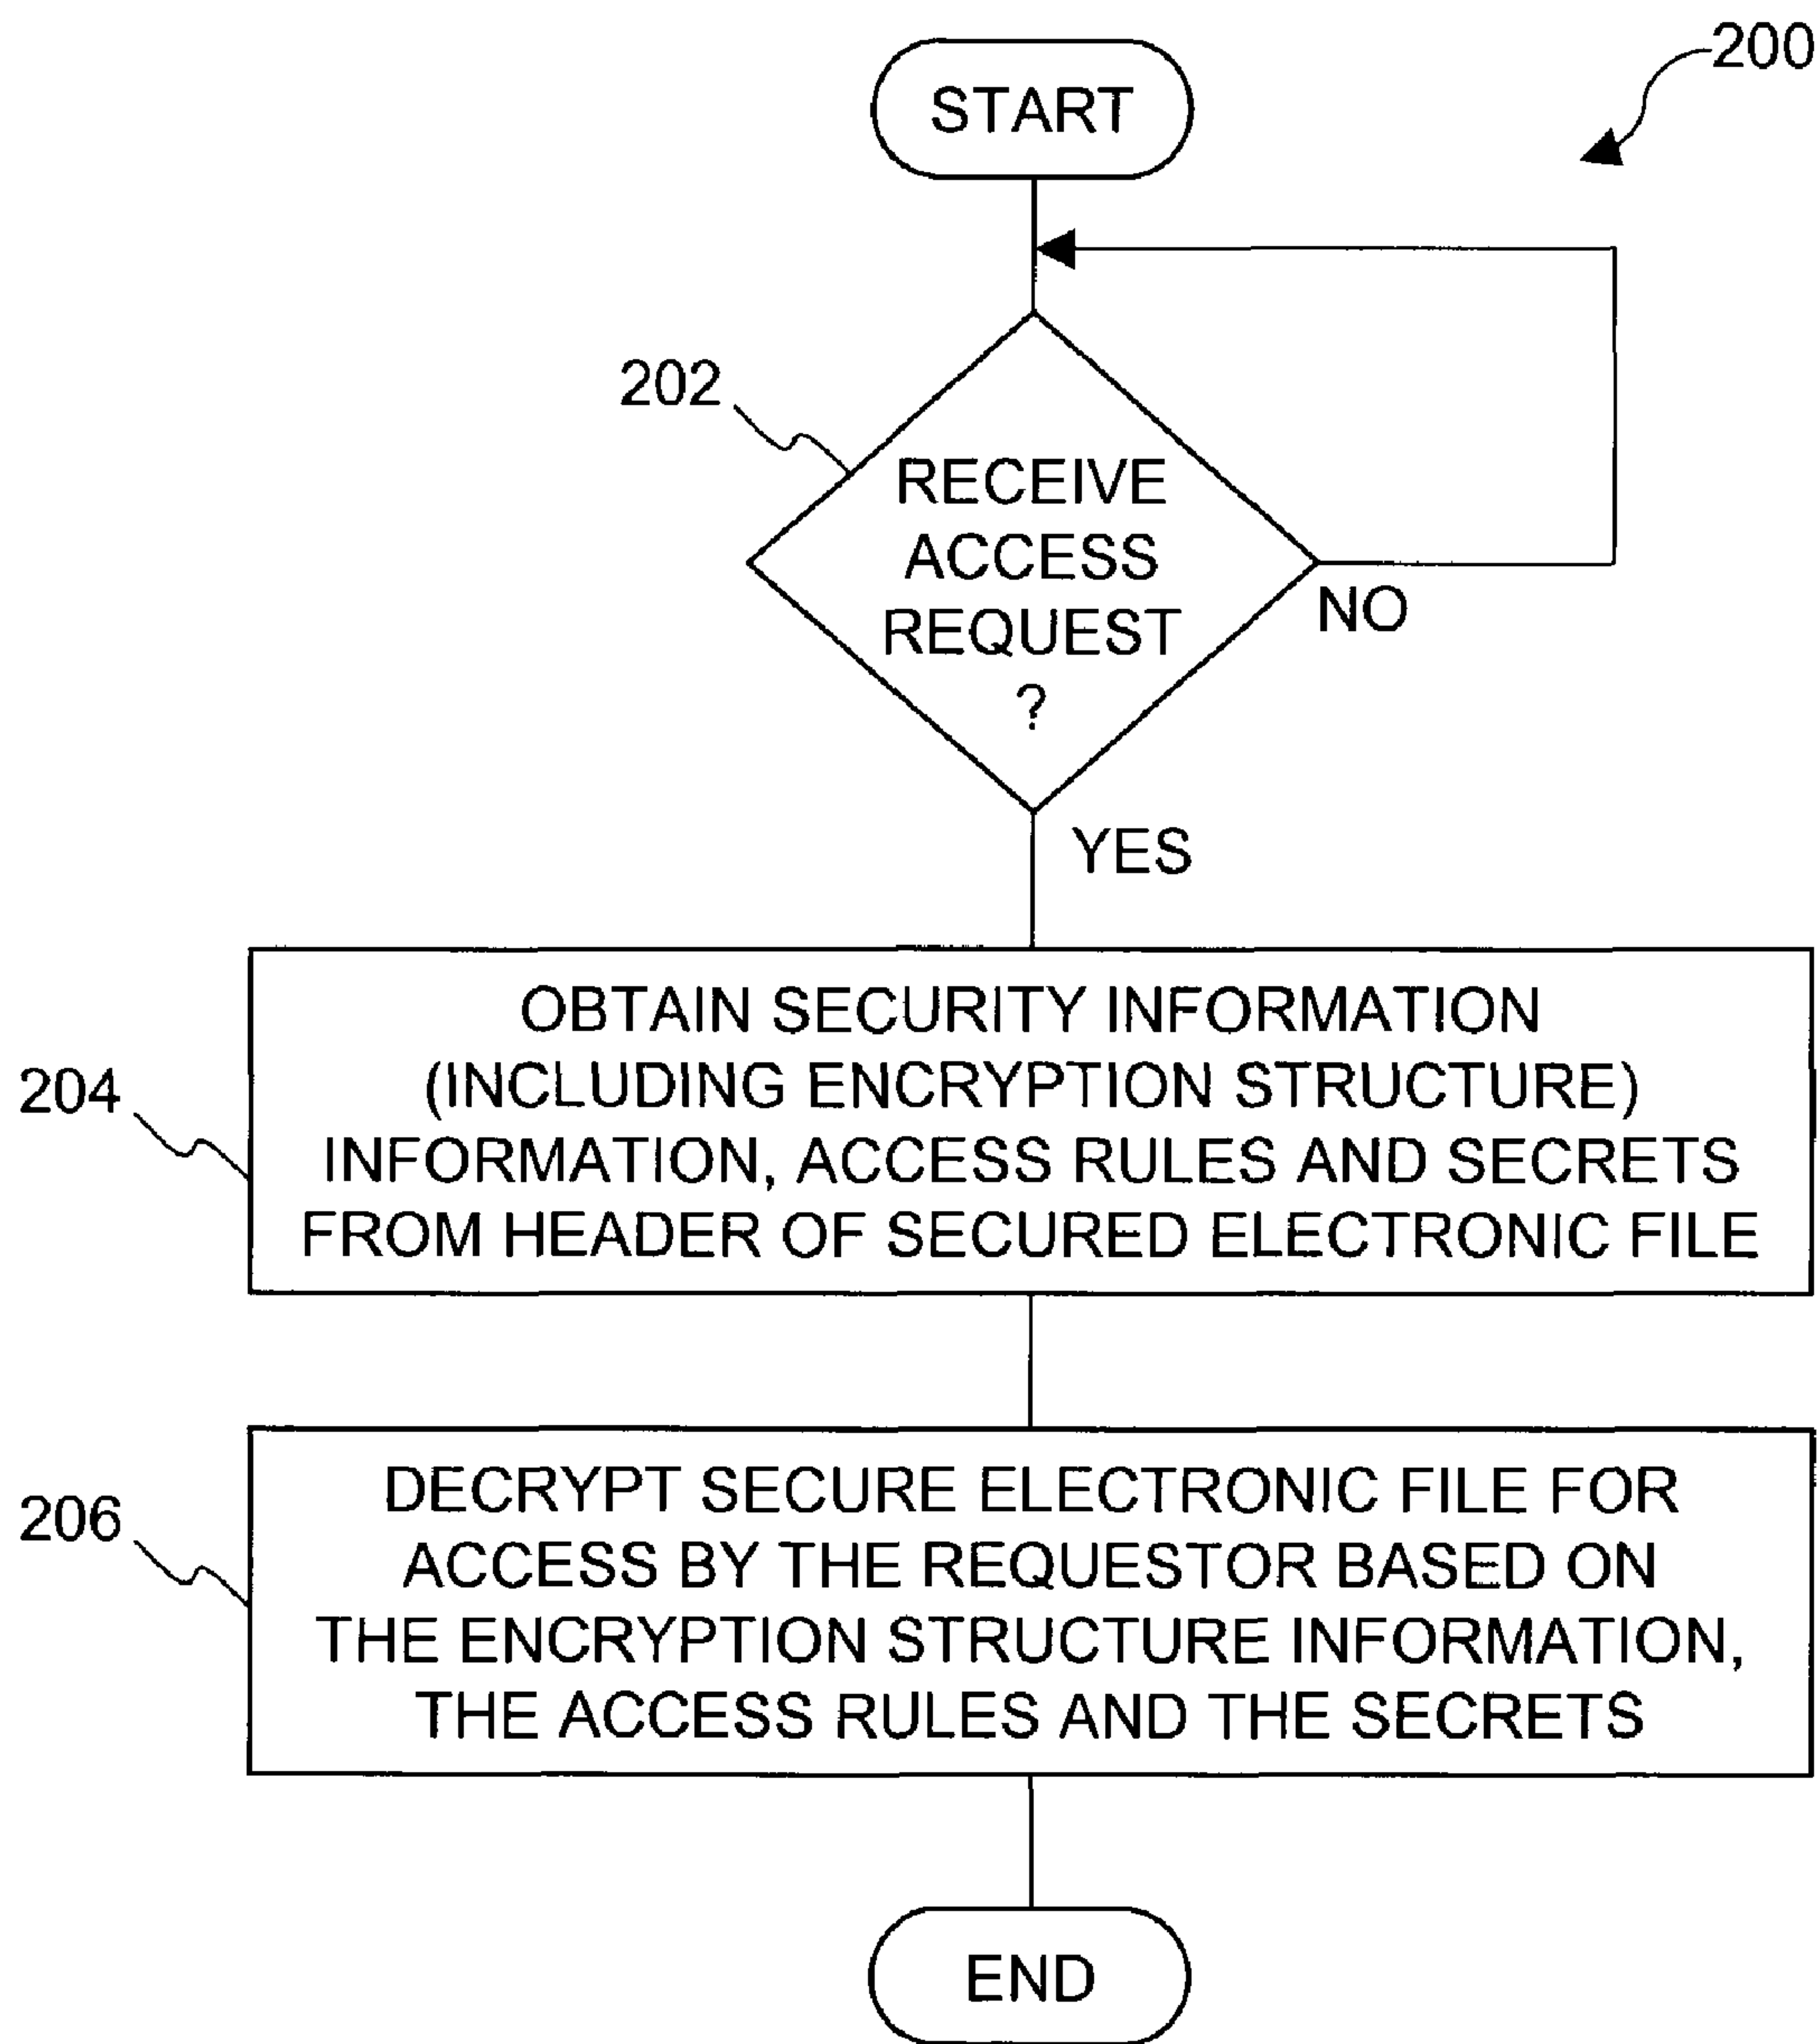 200
START
202
RECEIVE
ACCESS
REQUEST
?
NO
YES
204
OBTAIN SECURITY INFORMATION
(INCLUDING ENCRYPTION STRUCTURE)
INFORMATION, ACCESS RULES AND SECRETS
FROM HEADER OF SECURED ELECTRONIC FILE
206
DECRYPT SECURE ELECTRONIC FILE FOR
ACCESS BY THE REQUESTOR BASED ON
THE ENCRYPTION STRUCTURE INFORMATION,
THE ACCESS RULES AND THE SECRETS
END